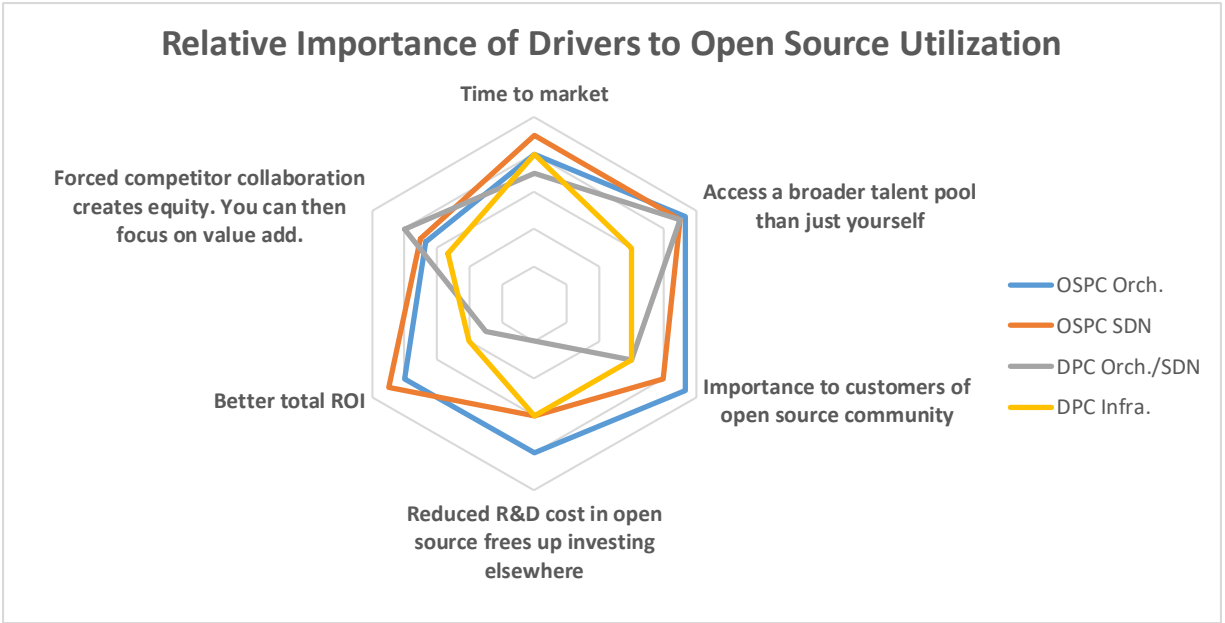 Relative Importance of Drivers to Open Source Utilization
Time to market
Forced competitor collaboration
creates equity. You can then
focus on value add.
Access a broader talent pool
than just yourself
Better total ROI
Importance to customers of
open source community
Reduced R&D cost in open
source frees up investing
elsewhere
OSPC Orch.
OSPC SDN
DPC Orch./SDN
DPC Infra.